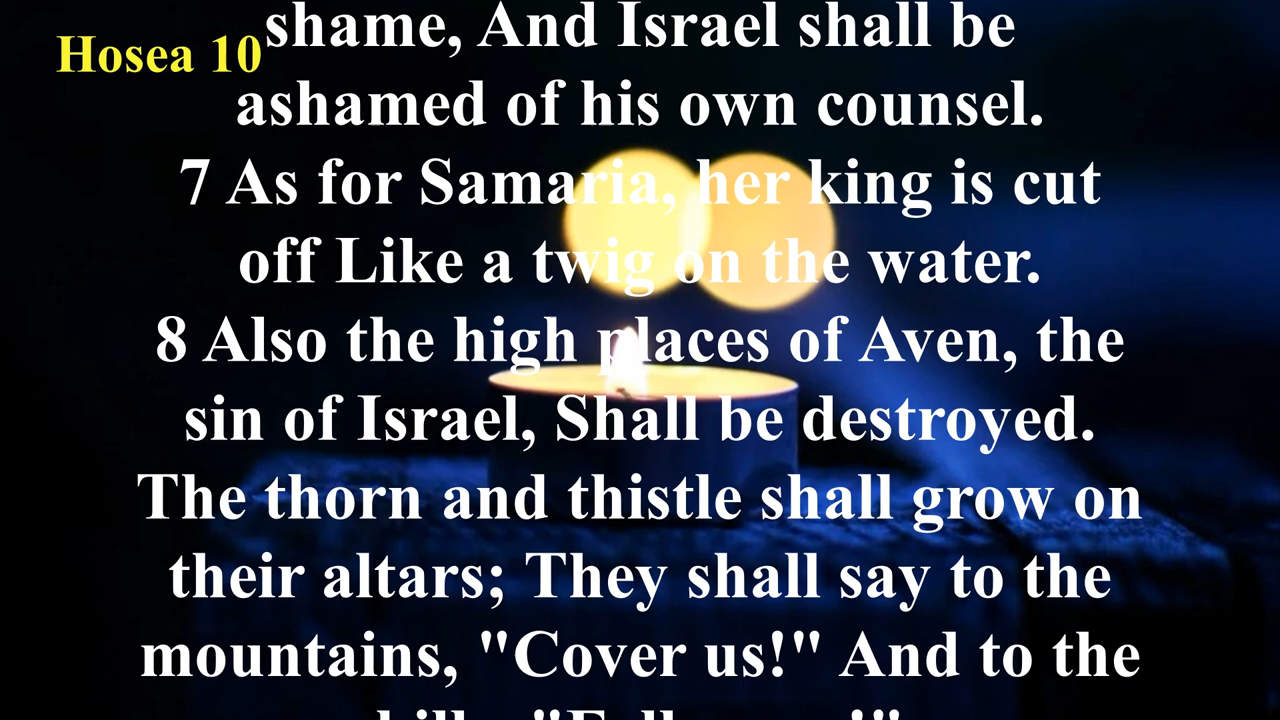 Hosea 10
shame, And Israel shall be
ashamed of his own counsel.
7 As for Samaria, her king is cut
off Like a twig on the water.
8 Also the high places of Aven, the
sin of Israel, Shall be destroyed.
The thorn and thistle shall grow on
their altars; They shall say to the
mountains, "Cover us!" And to the